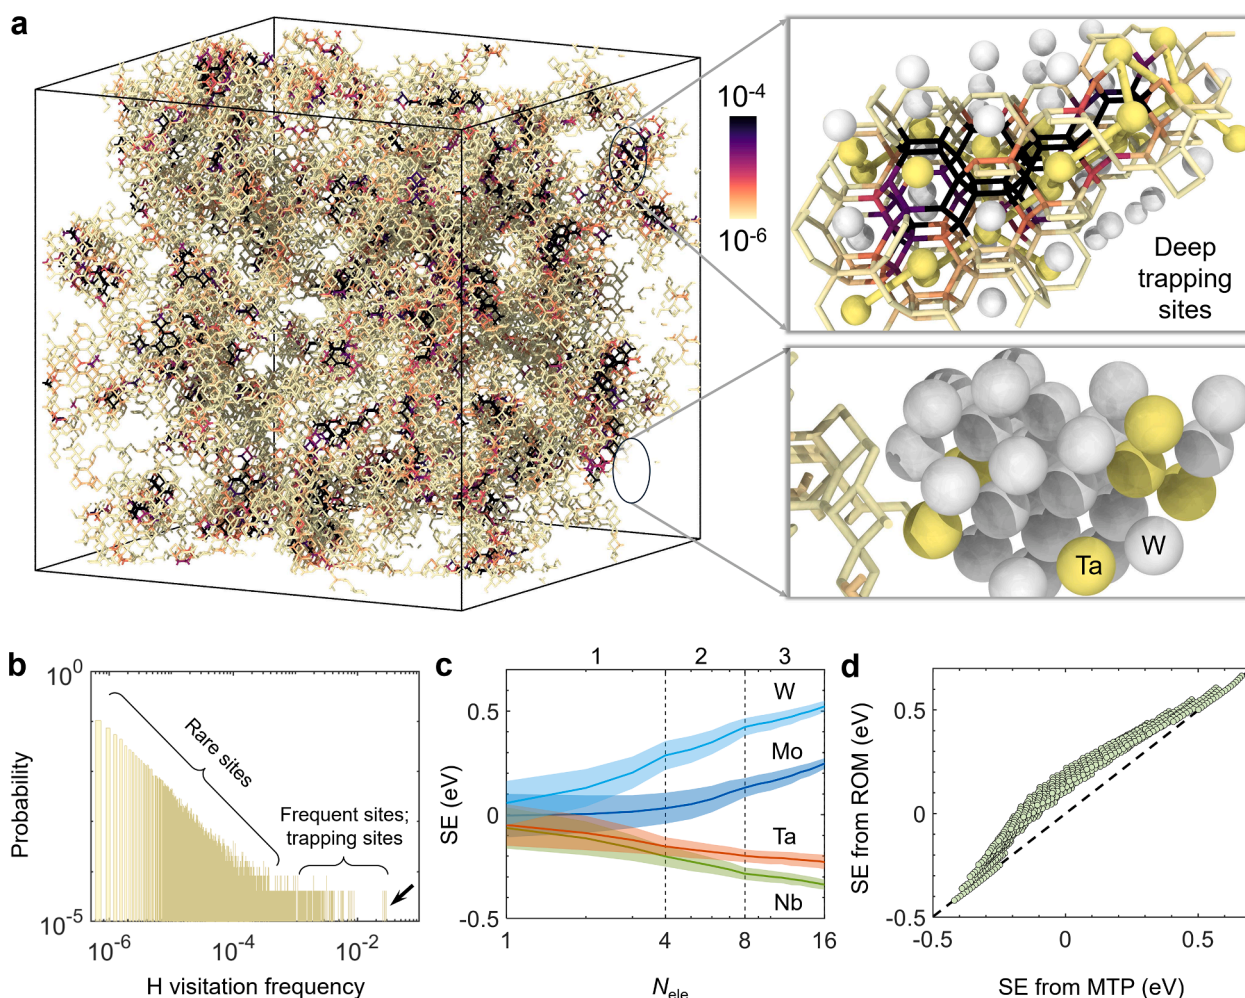 a
10⁻⁴
10⁻⁶
Deep
trapping
sites
Ta
W
b
10⁰
10⁻⁵
10⁻⁶
10⁻⁴
10⁻²
Probability
Rare sites
Frequent sites;
trapping sites
H visitation frequency
c
1
2
3
0.5
0
-0.5
SE (eV)
W
Mo
Ta
Nb
1
4
8
16
Nₑₗₑ
d
SE from ROM (eV)
0.5
0
-0.5
-0.5
0
0.5
SE from MTP (eV)